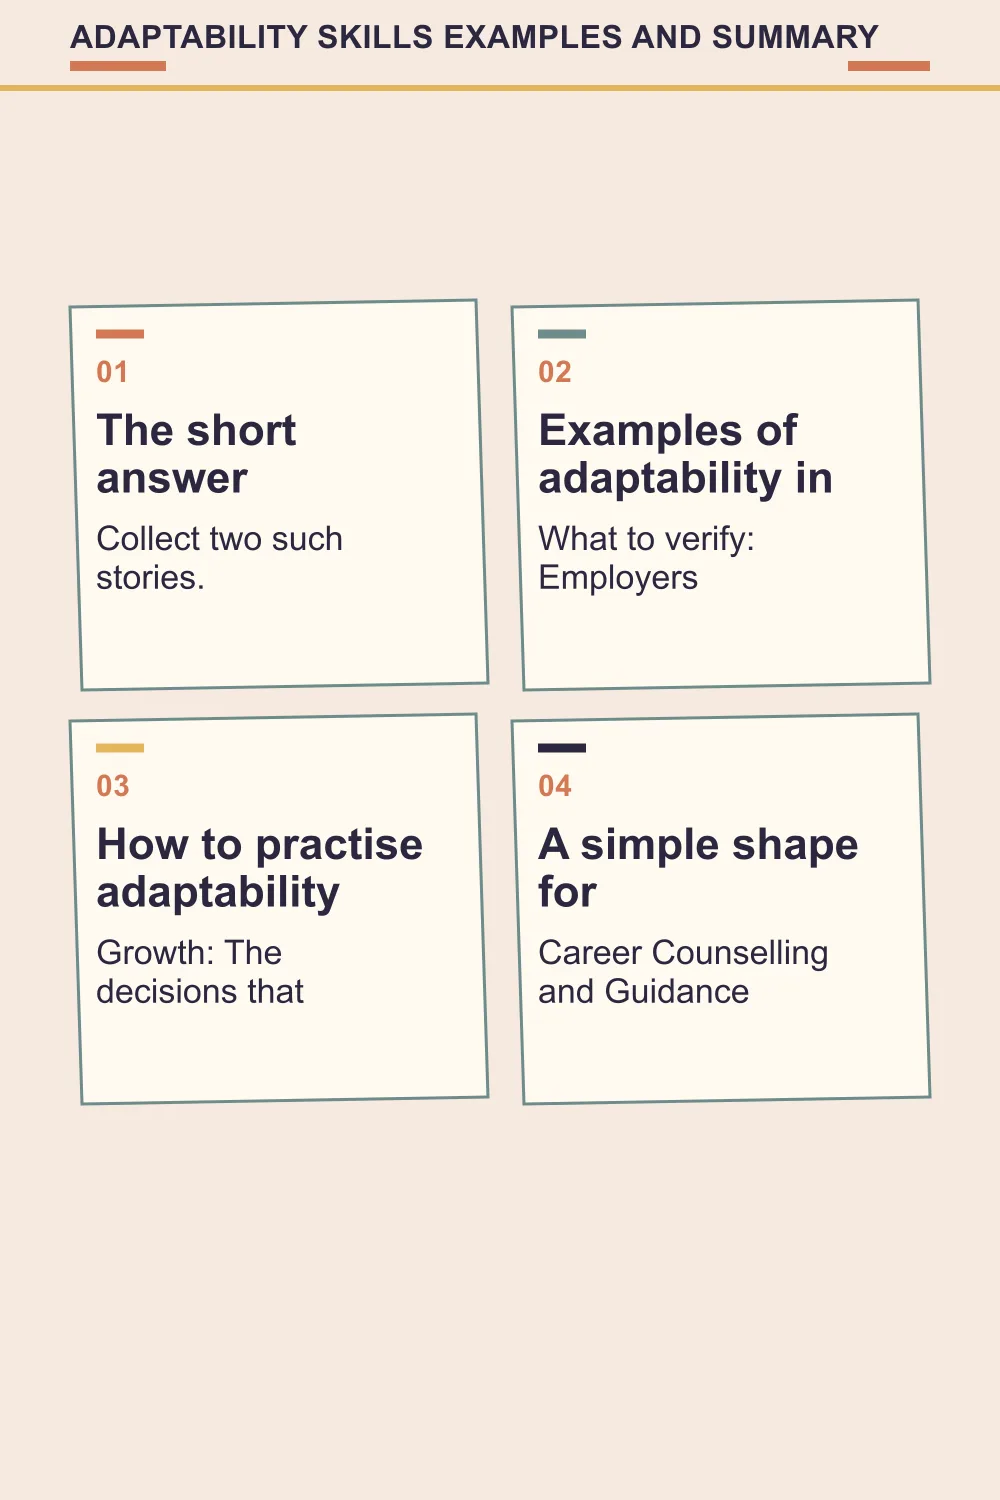 ADAPTABILITY SKILLS EXAMPLES AND SUMMARY
01
The short
answer
Collect two such
stories.
02
Examples of
adaptability in
What to verify:
Employers
03
How to practise
adaptability
Growth: The
decisions that
04
A simple shape
for
Career Counselling
and Guidance